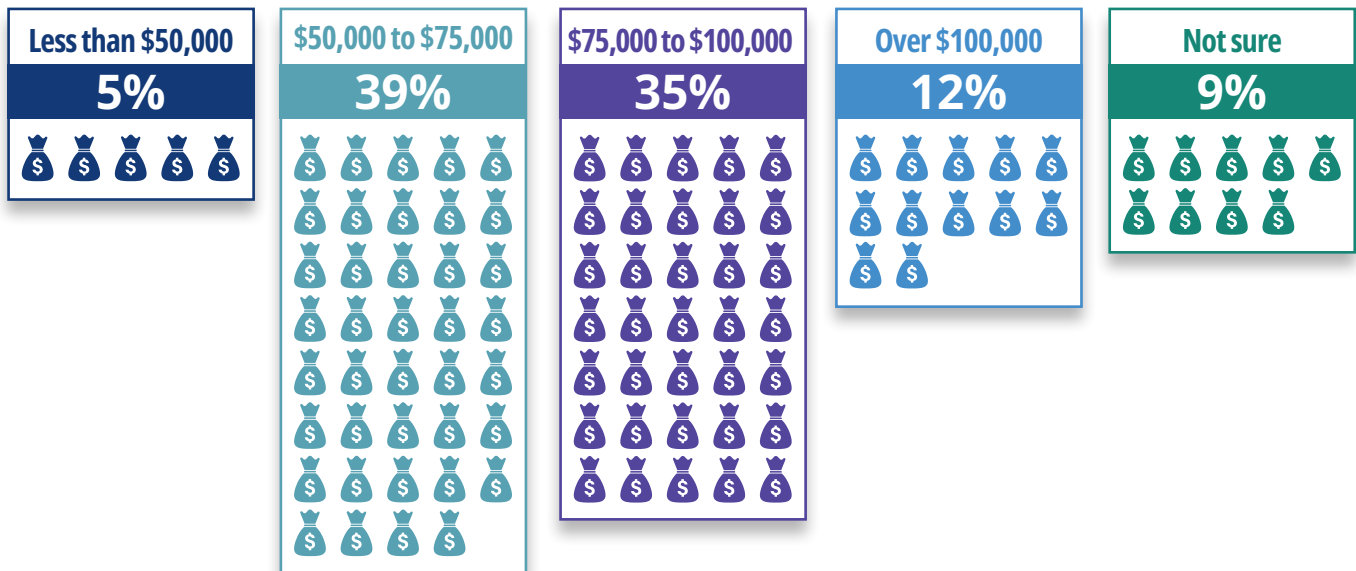 Less than $50,000
5%
$50,000 to $75,000
39%
$75,000 to $100,000
35%
Over $100,000
12%
Not sure
9%